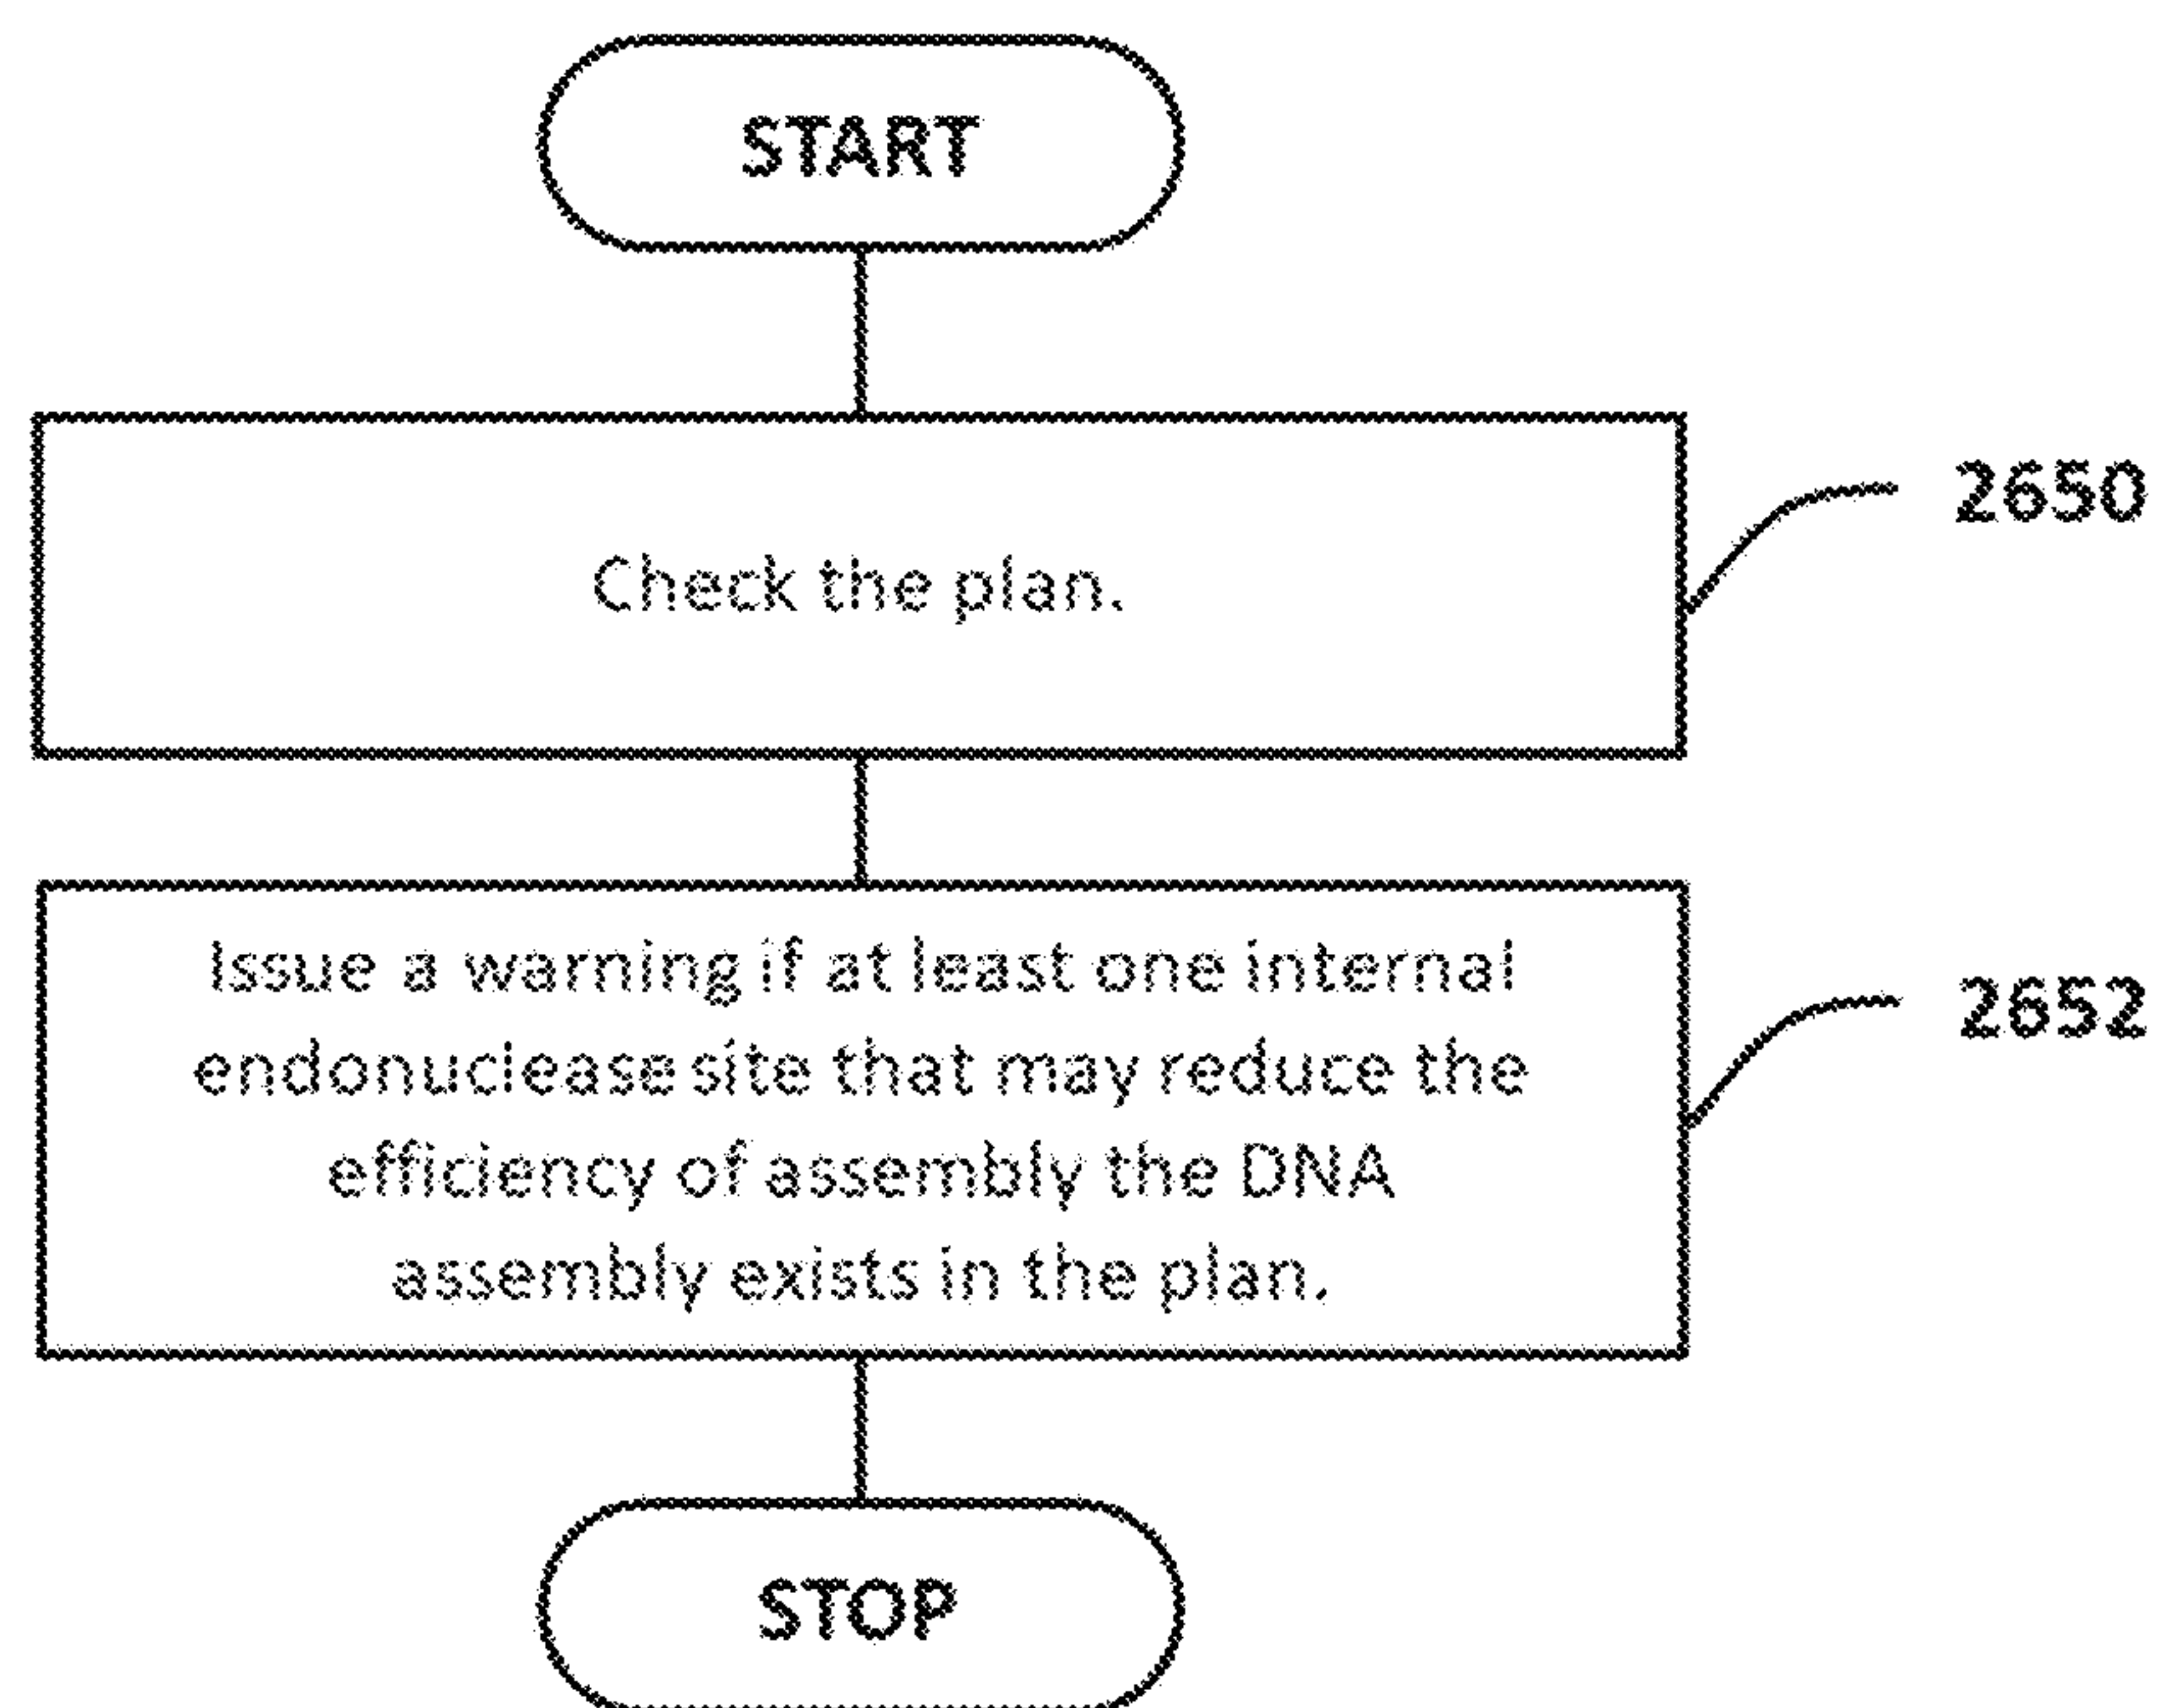 START
Check the plan.
2650
Issue a warning if at least one internal
endonuclease site that may reduce the
efficiency of assembly the DNA
assembly exists in the plan.
2652
STOP